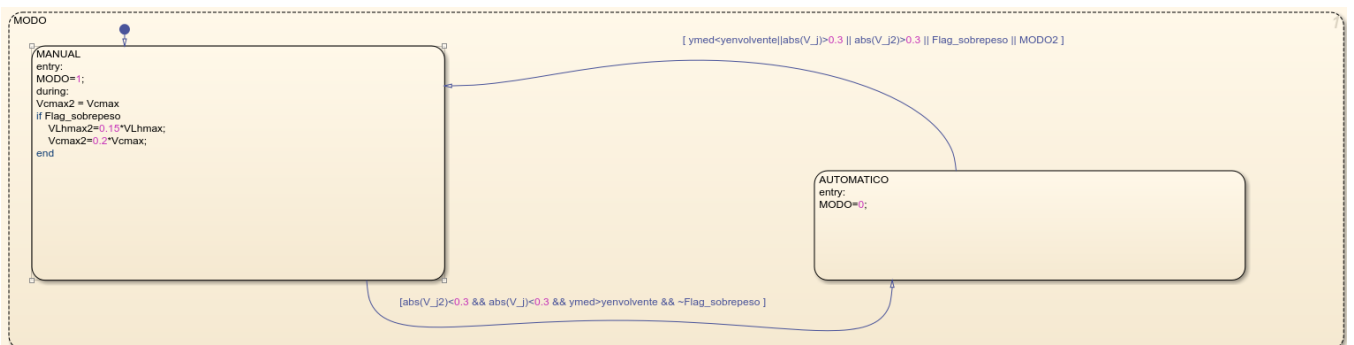 MODO
1
[ ymed<yenvolvente||abs(V_j)>0.3 || abs(V_j2)>0.3 || Flag_sobrepeso || MODO2 ]
MANUAL
entry:
MODO=1;
during:
Vcmax2 = Vcmax
if Flag_sobrepeso
VLhmax2=0.15*VLhmax;
Vcmax2=0.2*Vcmax;
end
AUTOMATICO
entry:
MODO=0;
[abs(V_j2)<0.3 && abs(V_j)<0.3 && ymed>yenvolvente && ~Flag_sobrepeso ]